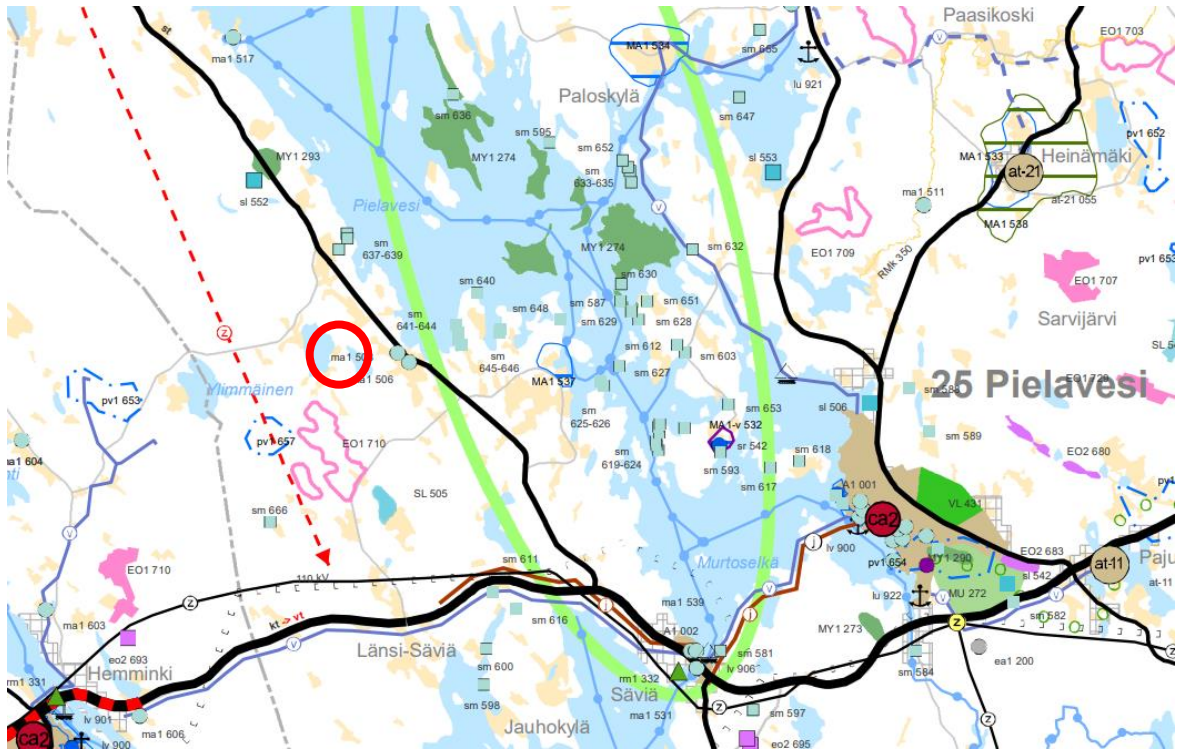 st
Paasikoski
EO1 703
ma1 517
MA1 534
sm 665
lu 921
Paloskylä
sm 636
sm 647
sm 595
pv1 652
sm 652
MY1 293
MY1 274
sm
633-635
sl 553
MA1 533
Heinämäki
at-21
sl 552
ma1 511
at-21 055
Pielavesi
v
MA1 538
sm
637-639
MY1 274
sm 632
EO1 709
RMk 350
pv1 653
sm 640
sm 630
EO1 707
sm 648
sm 587
sm 651
Sarvijärvi
z
sm
641-644
sm 629
sm 628
sm 612
sm 603
sm
645-646
sm 627
MA1 537
ma1 506
Ylimmäinen
25 Pielavesi
pv1 653
sl 506
sm 653
sm
625-626
MA1-v 532
sm 589
pv1 657
EO1 710
sr 542
EO2 680
sm
619-624
sm 593
sm 618
sm 617
A1 001
SL 505
VL 431
sm 666
ca2
v
Murtoselkä
j
lv 900
EO2 683
sm 611
pv1 654
MY1 290
at-11
EO1 710
110 kV
sl 542
at-11
z
j
ma1 539
v
lu 922
MU 272
v
v
kt -> vt
sm 616
j
sm 582
ma1 603
A1 002
MY1 273
z
z
eo2 693
v
Länsi-Säviä
sm 600
sm 581
Hemminki
rm1 332
lv 906
ea1 200
rm1 331
Säviä
sm 584
sm 598
ma1 531
z
sm 597
z
lv 901
Jauhokylä
ca2
lv 900
ma1 606
eo2 695